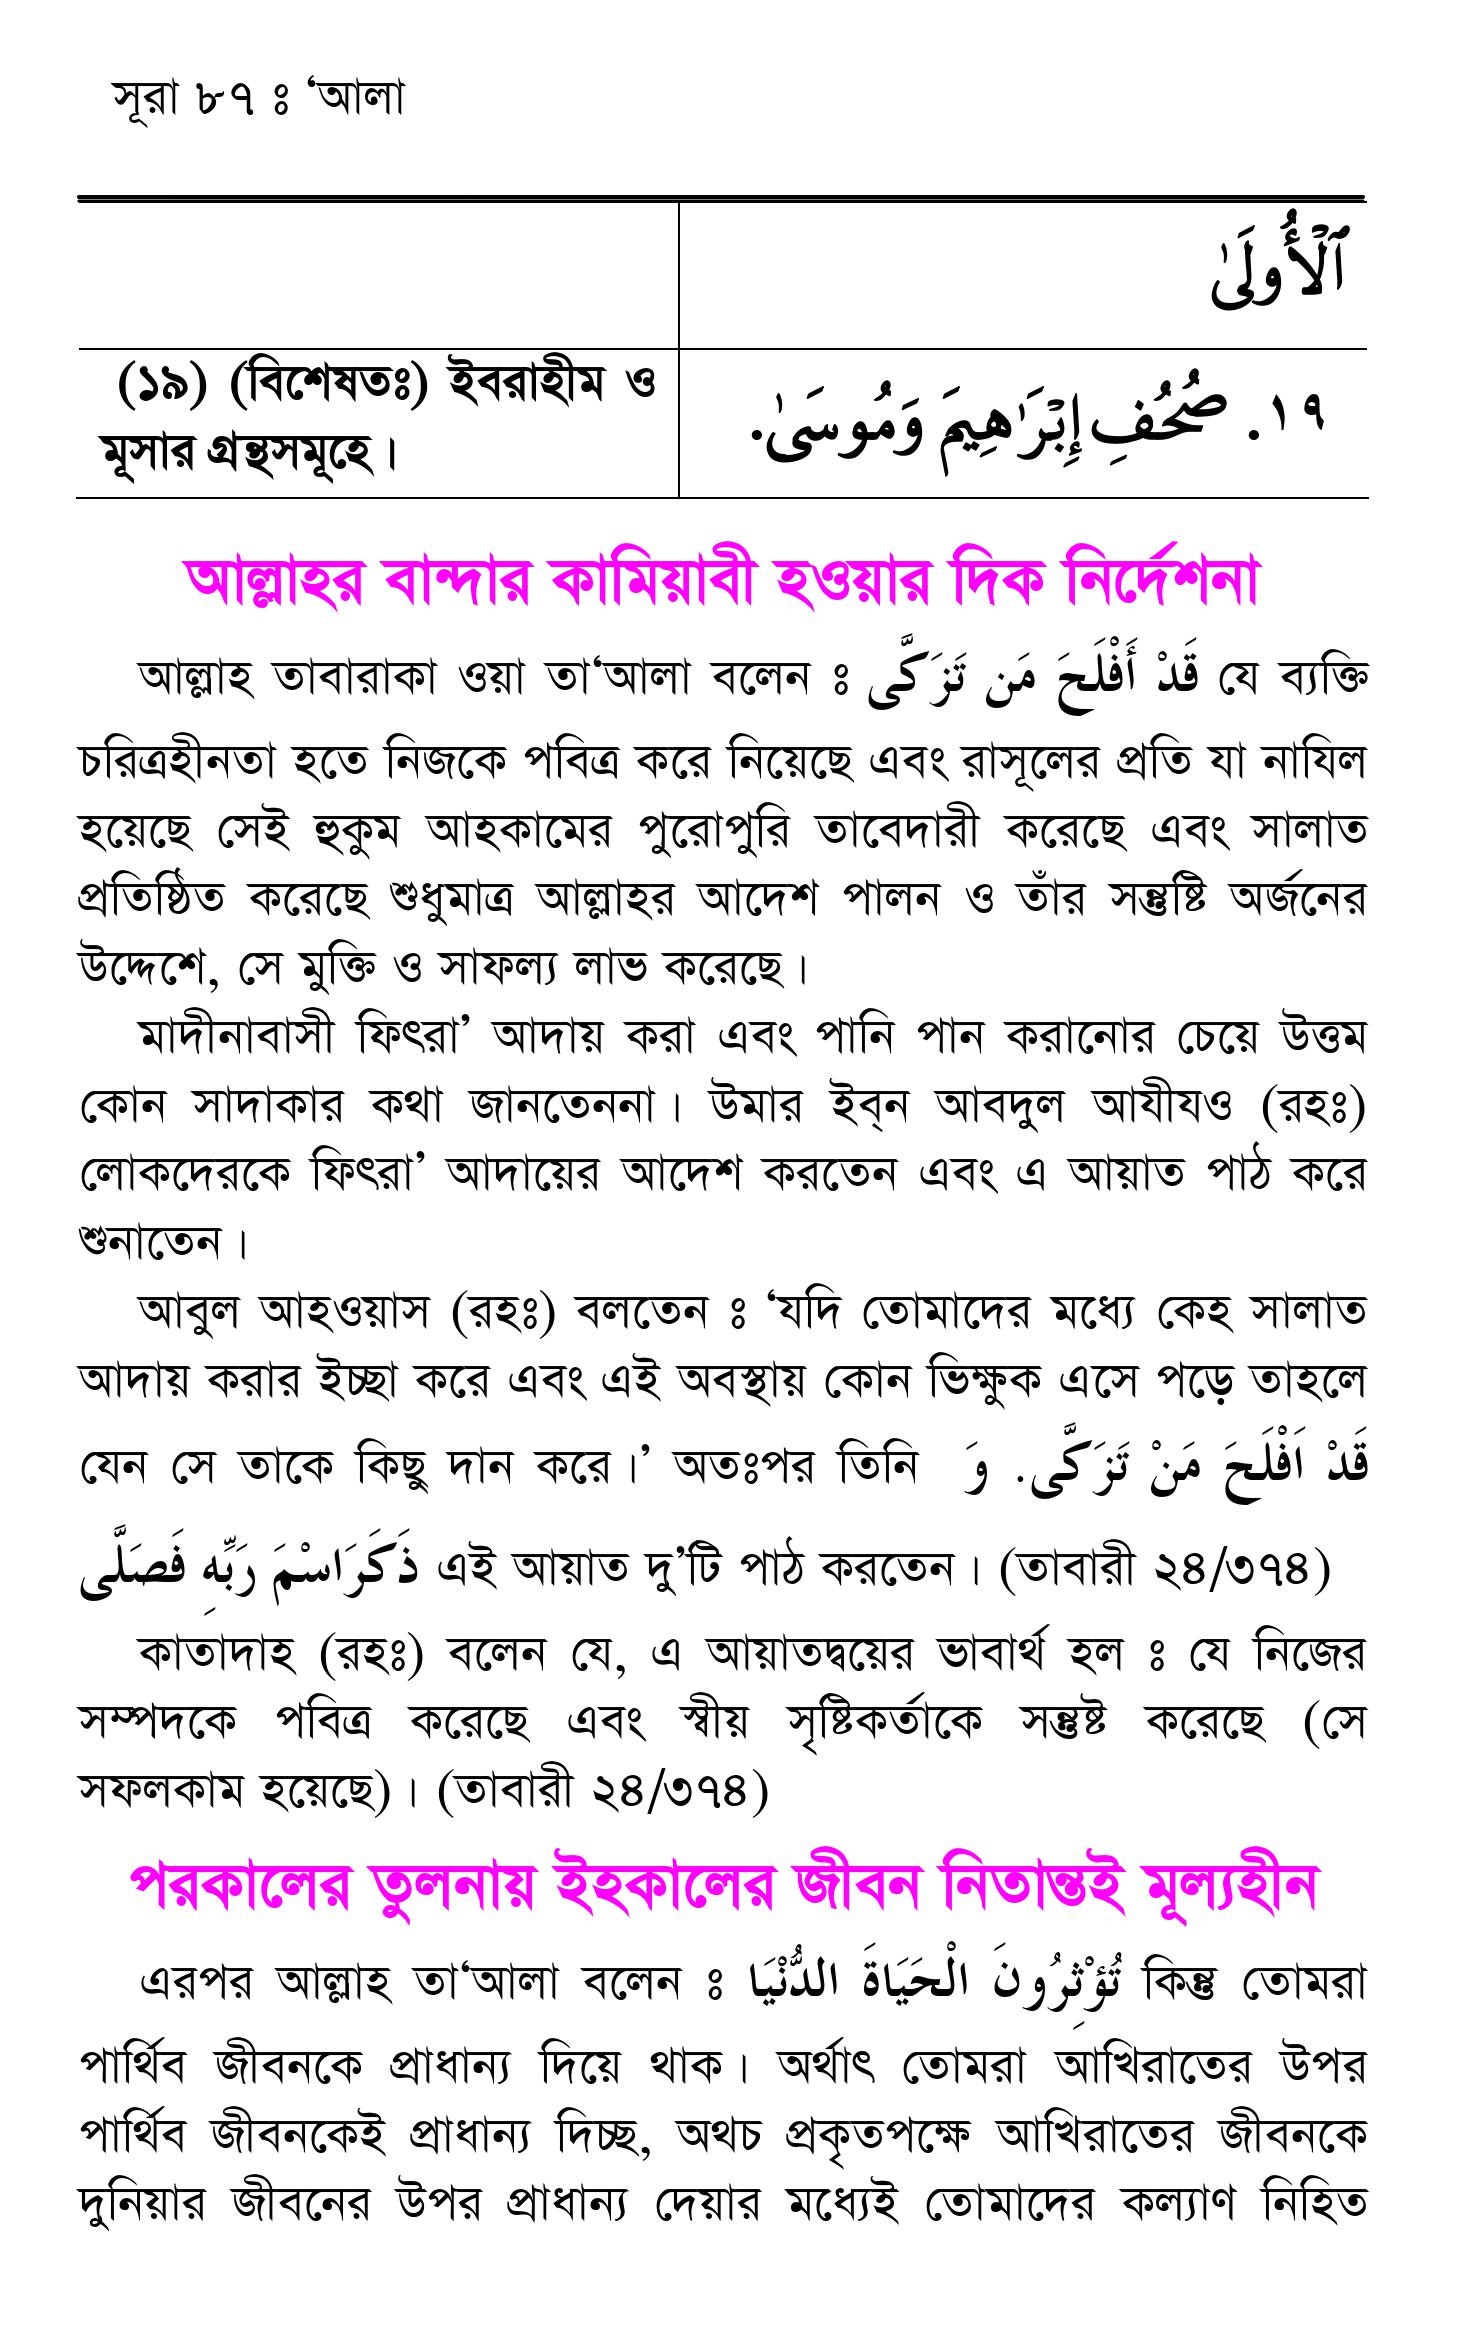 সূরা ৮৭ ঃ ‘আলা
ٱلْأُولَىٰ
(১৯) (বিশেষতঃ) ইবরাহীম ও
মূসার গ্রন্থসমূহে।
١٩. صُحُفِ إِبْرَٰهِيمَ وَمُوسَىٰ.
আল্লাহর বান্দার কামিয়াবী হওয়ার দিক নির্দেশনা
আল্লাহ তাবারাকা ওয়া তা‘আলা বলেন ঃ قَدْ أَفْلَحَ مَن تَزَكَّى যে ব্যক্তি
চরিত্রহীনতা হতে নিজকে পবিত্র করে নিয়েছে এবং রাসূলের প্রতি যা নাযিল
হয়েছে সেই হুকুম আহকামের পুরোপুরি তাবেদারী করেছে এবং সালাত
প্রতিষ্ঠিত করেছে শুধুমাত্র আল্লাহর আদেশ পালন ও তাঁর সন্তুষ্টি অর্জনের
উদ্দেশে, সে মুক্তি ও সাফল্য লাভ করেছে।
মাদীনাবাসী ফিৎরা’ আদায় করা এবং পানি পান করানোর চেয়ে উত্তম
কোন সাদাকার কথা জানতেননা। উমার ইব্‌ন আবদুল আযীযও (রহঃ)
লোকদেরকে ফিৎরা’ আদায়ের আদেশ করতেন এবং এ আয়াত পাঠ করে
শুনাতেন।
আবুল আহওয়াস (রহঃ) বলতেন ঃ ‘যদি তোমাদের মধ্যে কেহ সালাত
আদায় করার ইচ্ছা করে এবং এই অবস্থায় কোন ভিক্ষুক এসে পড়ে তাহলে
যেন সে তাকে কিছু দান করে।’ অতঃপর তিনি قَدْ اَفْلَحَ مَنْ تَزَكَّى. وَ
ذَكَرَاسْمَ رَبِّهِ فَصَلَّى এই আয়াত দু’টি পাঠ করতেন। (তাবারী ২৪/৩৭৪)
কাতাদাহ (রহঃ) বলেন যে, এ আয়াতদ্বয়ের ভাবার্থ হল ঃ যে নিজের
সম্পদকে পবিত্র করেছে এবং স্বীয় সৃষ্টিকর্তাকে সন্তুষ্ট করেছে (সে
সফলকাম হয়েছে)। (তাবারী ২৪/৩৭৪)
পরকালের তুলনায় ইহকালের জীবন নিতান্তই মূল্যহীন
এরপর আল্লাহ তা‘আলা বলেন ঃ تُؤْثِرُونَ الْحَيَاةَ الدُّنْيَا কিন্তু তোমরা
পার্থিব জীবনকে প্রাধান্য দিয়ে থাক। অর্থাৎ তোমরা আখিরাতের উপর
পার্থিব জীবনকেই প্রাধান্য দিচ্ছ, অথচ প্রকৃতপক্ষে আখিরাতের জীবনকে
দুনিয়ার জীবনের উপর প্রাধান্য দেয়ার মধ্যেই তোমাদের কল্যাণ নিহিত